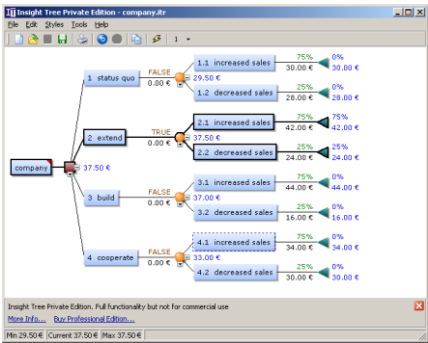 Insight Tree Private Edition - company.itr
File Edit Styles Tools Help
1
1.1 increased sales 75% 0%
30.00 € 30.00 €
1 status quo FALSE 29.50 €
0.00 €
1.2 decreased sales 25% 0%
28.00 € 28.00 €
2.1 increased sales 75% 75%
42.00 € 42.00 €
2 extend TRUE 37.50 €
0.00 €
2.2 decreased sales 25% 25%
24.00 € 24.00 €
company 37.50 €
3.1 increased sales 75% 0%
44.00 € 44.00 €
3 build FALSE 37.00 €
0.00 €
3.2 decreased sales 25% 0%
16.00 € 16.00 €
4.1 increased sales 75% 0%
34.00 € 34.00 €
4 cooperate FALSE 33.00 €
0.00 €
4.2 decreased sales 25% 0%
30.00 € 30.00 €
Insight Tree Private Edition. Full functionality but not for commercial use
More Info... Buy Professional Edition...
Min 29.50 € Current 37.50 € Max 37.50 €